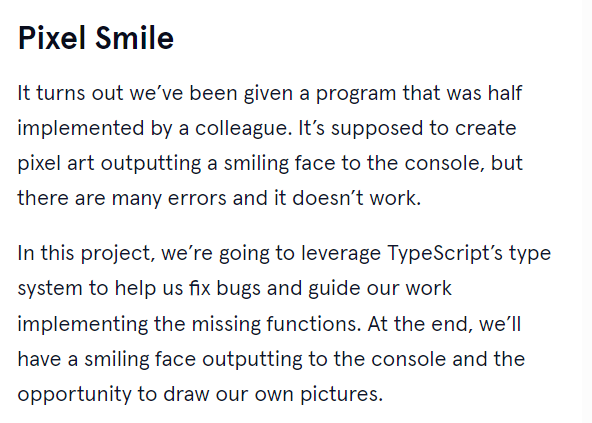 Pixel Smile
It turns out we’ve been given a program that was half
implemented by a colleague. It’s supposed to create
pixel art outputting a smiling face to the console, but
there are many errors and it doesn’t work.
In this project, we’re going to leverage TypeScript’s type
system to help us fix bugs and guide our work
implementing the missing functions. At the end, we’ll
have a smiling face outputting to the console and the
opportunity to draw our own pictures.